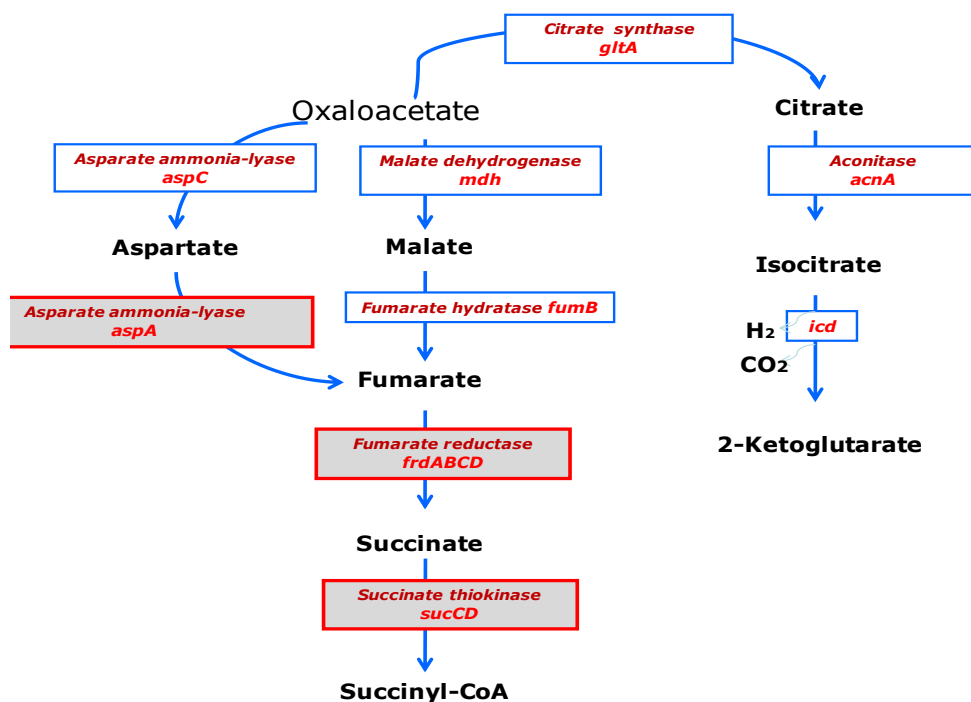 Citrate synthase
gltA
Oxaloacetate
Citrate
Asparate ammonia-lyase
aspC
Malate dehydrogenase
mdh
Aconitase
acnA
Aspartate
Malate
Isocitrate
Asparate ammonia-lyase
aspA
Fumarate hydratase fumB
H2
icd
CO2
Fumarate
Fumarate reductase
frdABCD
2-Ketoglutarate
Succinate
Succinate thiokinase
sucCD
Succinyl-CoA